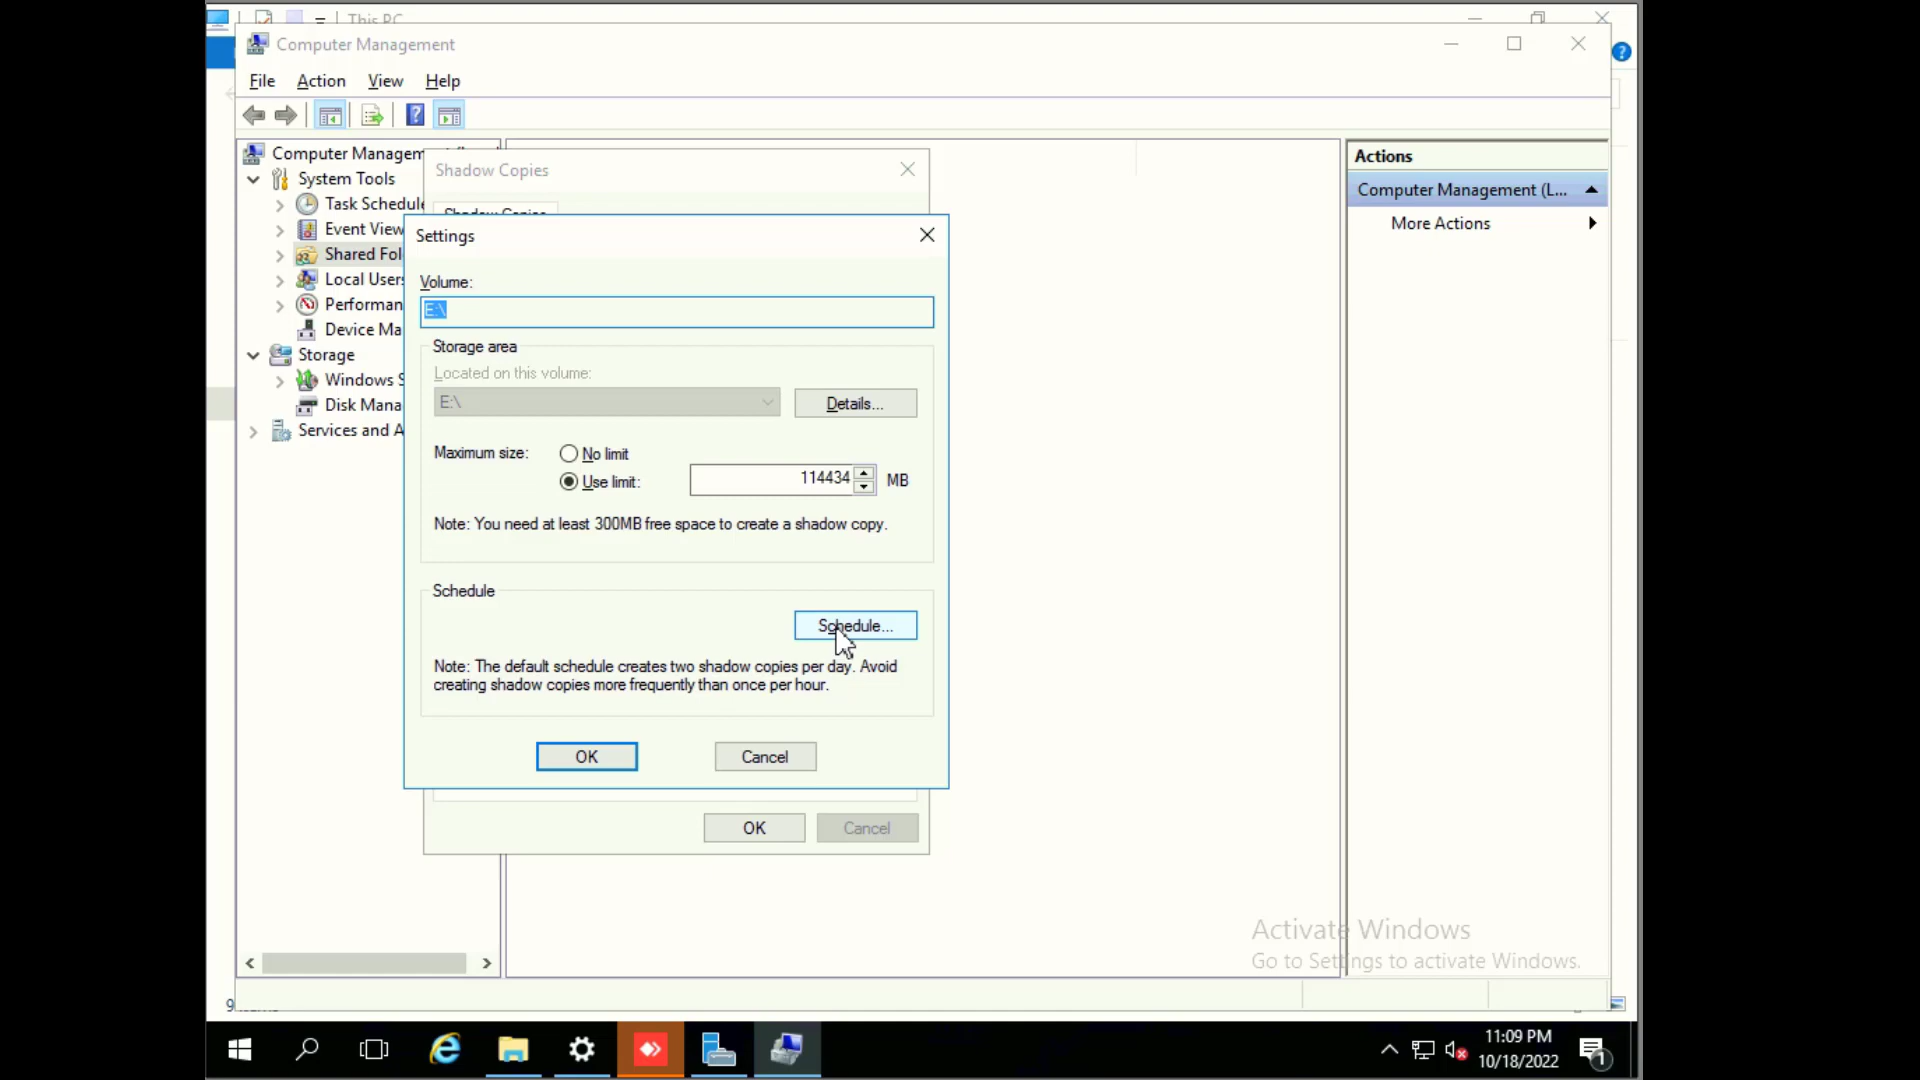 This PC
Computer Management
File Action View Help
Computer Managem
System Tools
Task Schedule
Event View
Shared Fol
Local Users
Performan
Device Ma
Storage
Windows S
Disk Mana
Services and A
Shadow Copies
Shadow Copies
Settings
Volume:
E:\
Storage area
Located on this volume:
E:\
Details...
Maximum size:
No limit
Use limit:
114434
MB
Note: You need at least 300MB free space to create a shadow copy.
Schedule
Schedule...
Note: The default schedule creates two shadow copies per day. Avoid
creating shadow copies more frequently than once per hour.
OK
Cancel
OK
Cancel
Actions
Computer Management (L...
More Actions
Activate Windows
Go to Settings to activate Windows.
11:09 PM
10/18/2022
1